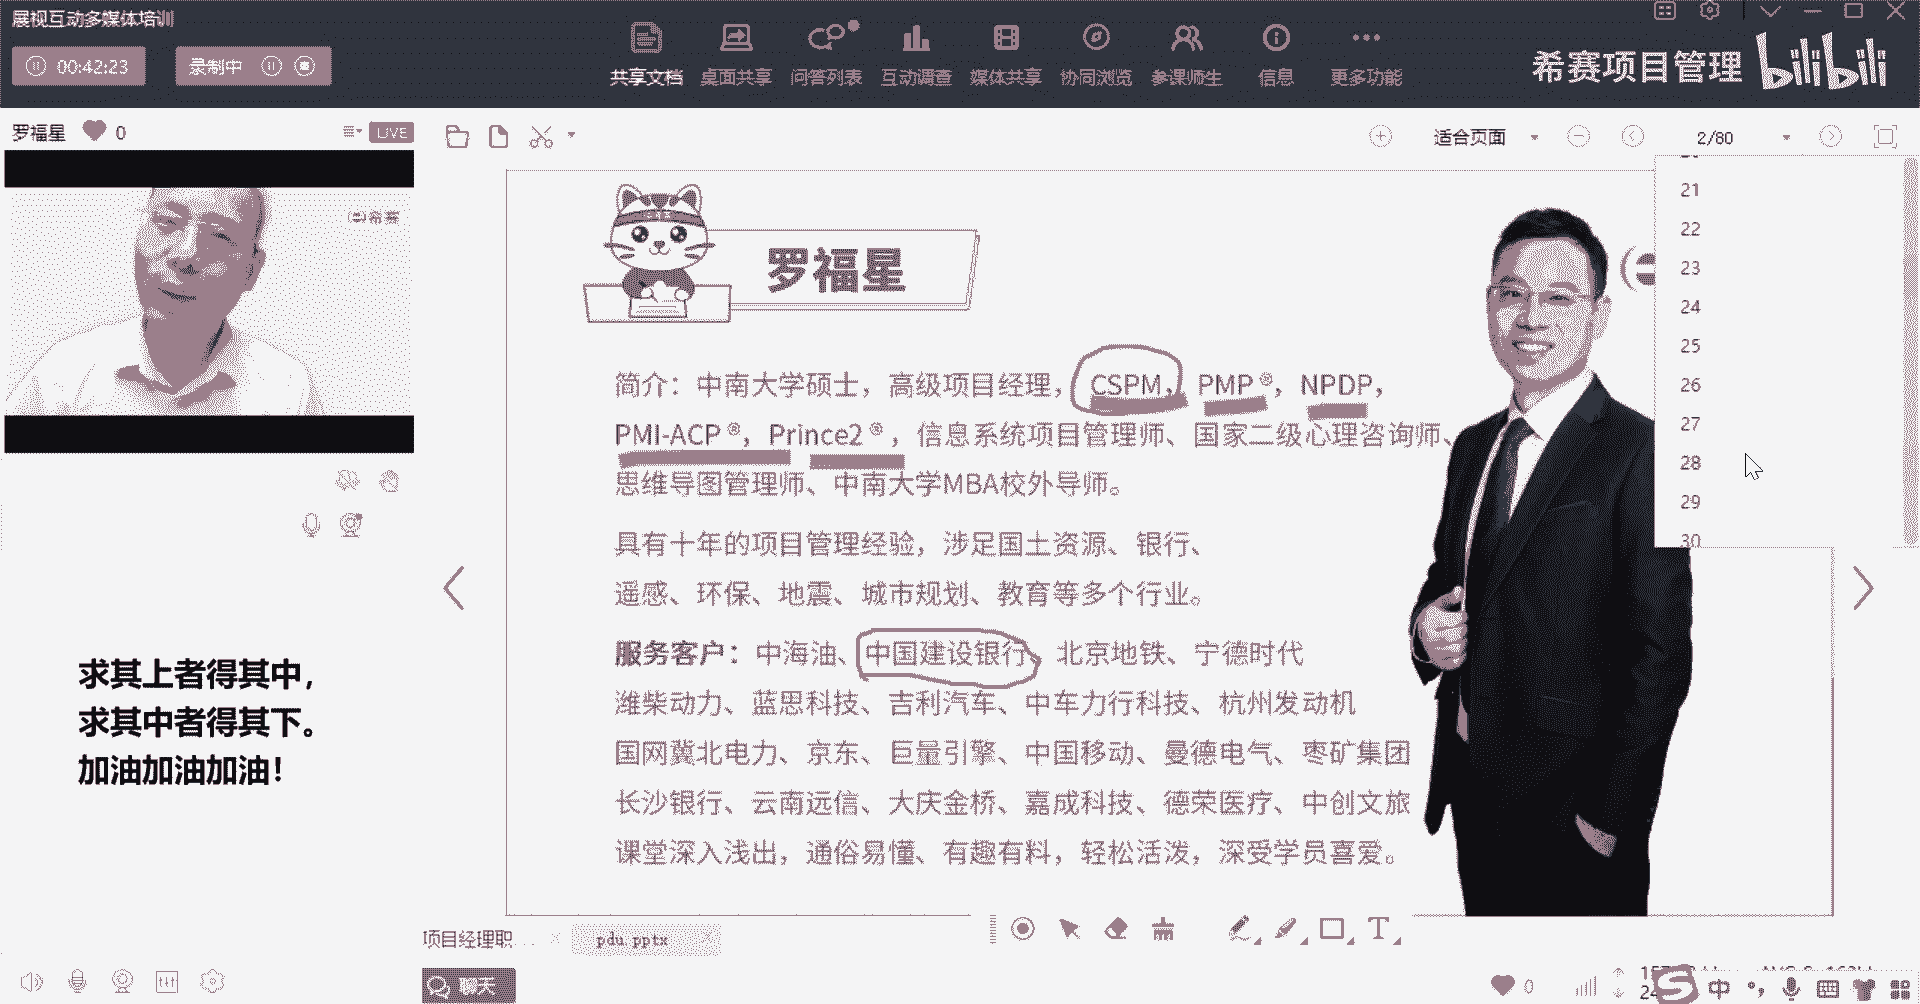 展视互动多媒体培训
00:42:23
录制中
共享文档 桌面共享 问答列表 互动调查 媒体共享 协同浏览 参课师生 信息 更多功能
希赛项目管理 bilibili
罗福星 0 LIVE
适合页面 2/80
希赛
21
22
23
24
25
26
27
28
29
30
罗福星
简介：中南大学硕士，高级项目经理，CSPM，PMP®，NPDP，
PMI-ACP®，Prince2®，信息系统项目管理师、国家二级心理咨询师、
思维导图管理师、中南大学MBA校外导师。
具有十年的项目管理经验，涉足国土资源、银行、
遥感、环保、地震、城市规划、教育等多个行业。
服务客户：中海油、中国建设银行、北京地铁、宁德时代
潍柴动力、蓝思科技、吉利汽车、中车力行科技、杭州发动机
国网冀北电力、京东、巨量引擎、中国移动、曼德电气、枣矿集团
长沙银行、云南远信、大庆金桥、嘉成科技、德荣医疗、中创文旅
课堂深入浅出，通俗易懂、有趣有料，轻松活泼，深受学员喜爱。
求其上者得其中，
求其中者得其下。
加油加油加油！
项目经理职... pdu.pptx
聊天
0
中